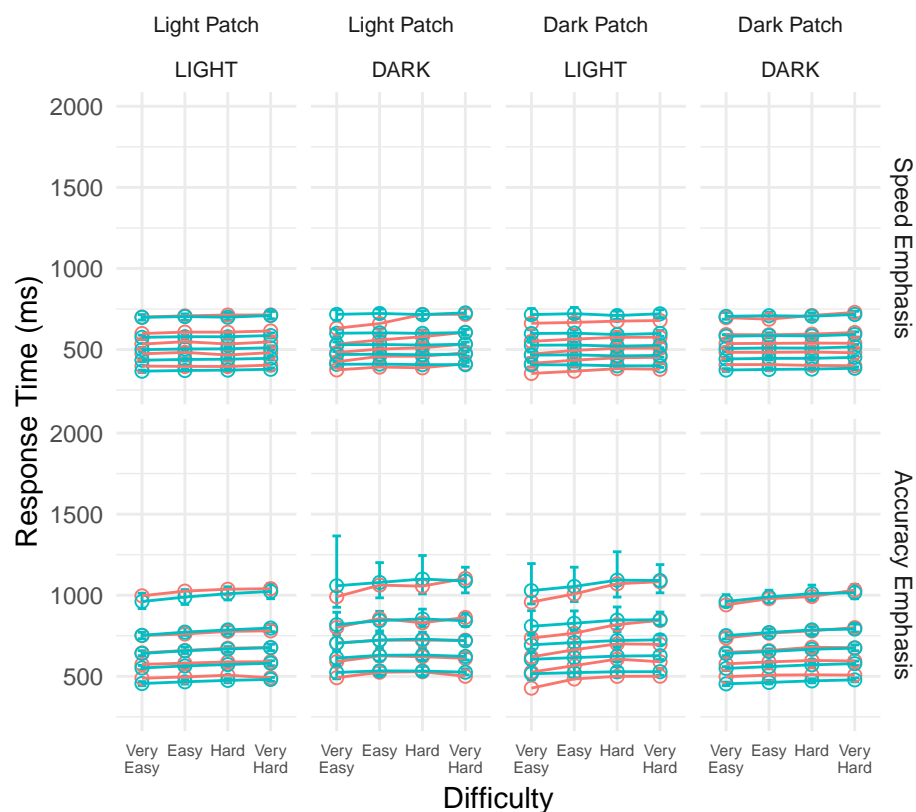 Light Patch Light Patch Dark Patch Dark Patch
LIGHT DARK LIGHT DARK
2000
1500
1000
500
Speed Emphasis
2000
1500
1000
500
Accuracy Emphasis
Response Time (ms)
Very Easy Hard Very Very Easy Hard Very Very Easy Hard Very Very Easy Hard Very
Easy Hard Easy Hard Easy Hard Easy Hard
Difficulty